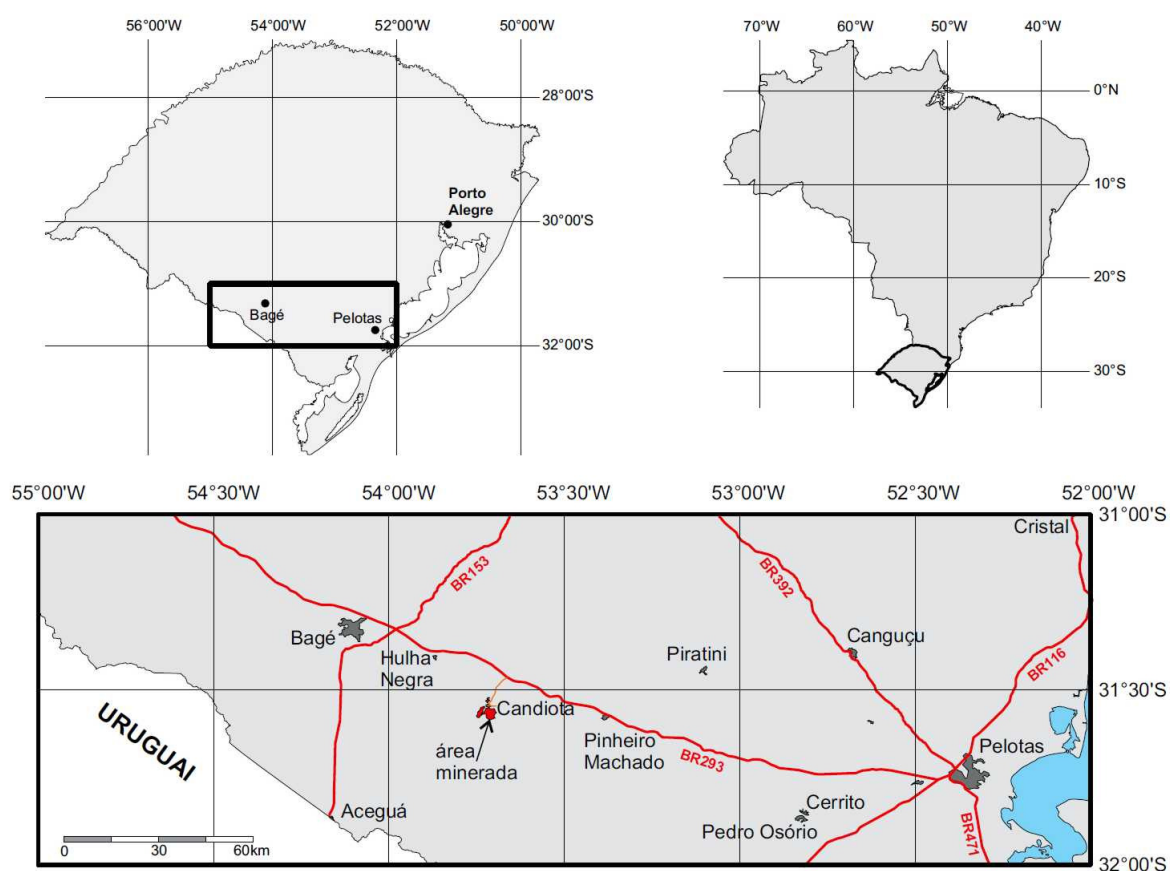 56°00'W
54°00'W
52°00'W
50°00'W
28°00'S
30°00'S
32°00'S
Porto
Alegre
Bagé
Pelotas
70°W
60°W
50°W
40°W
0°N
10°S
20°S
30°S
55°00'W
54°30'W
54°00'W
53°30'W
53°00'W
52°30'W
52°00'W
31°00'S
31°30'S
32°00'S
Cristal
BR153
BR392
Bagé
Hulha
Negra
Piratini
Canguçu
BR116
Candiota
área
minerada
URUGUAI
Pinheiro
Machado
BR293
Pelotas
Aceguá
Cerrito
Pedro Osório
BR471
0
30
60km